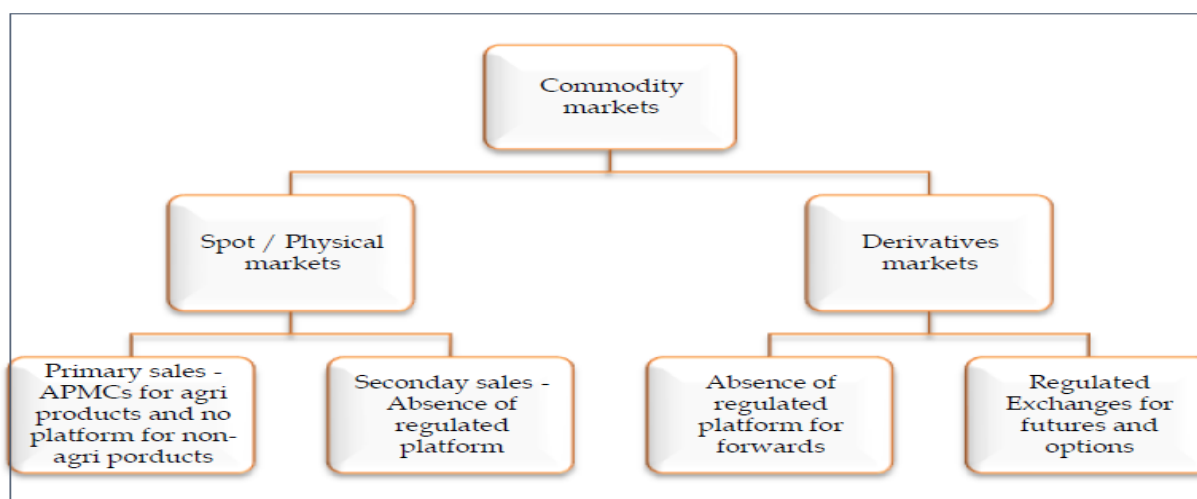 Commodity
markets
Spot / Physical
markets
Derivatives
markets
Primary sales -
APMCs for agri
products and no
platform for non-
agri porducts
Seconday sales -
Absence of
regulated
platform
Absence of
regulated
platform for
forwards
Regulated
Exchanges for
futures and
options